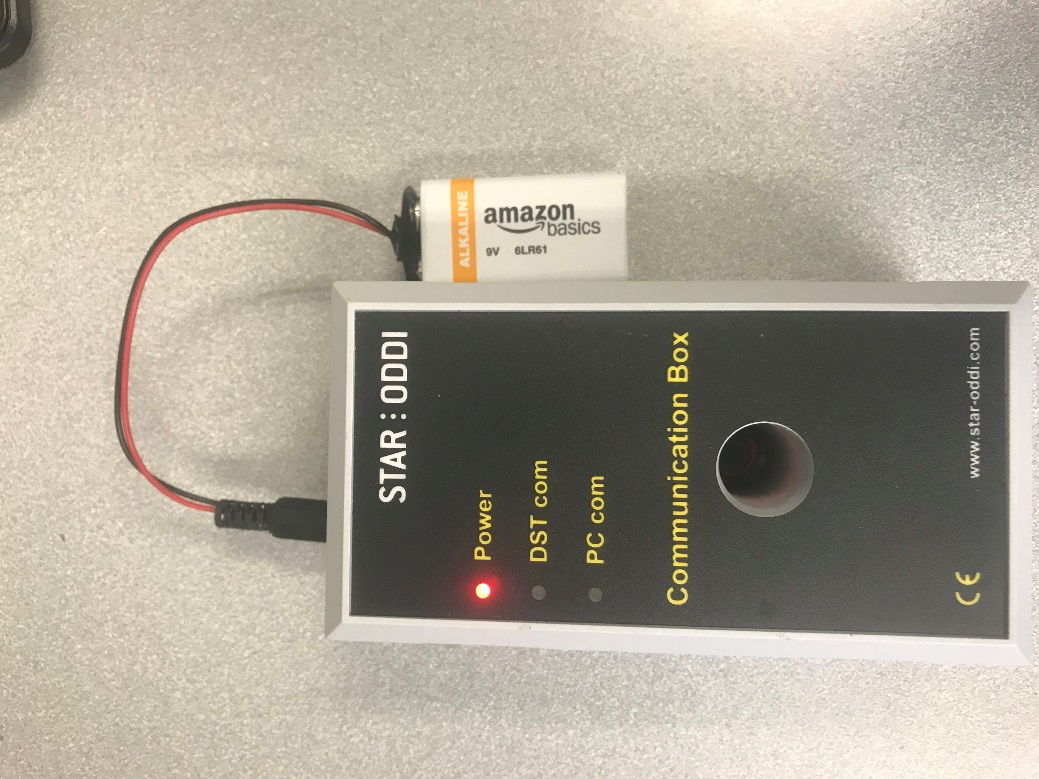 STAR : ODDI
Power
DST com
PC com
Communication Box
CE
www.star-oddi.com
ALKALINE
amazon
basics
9V 6LR61